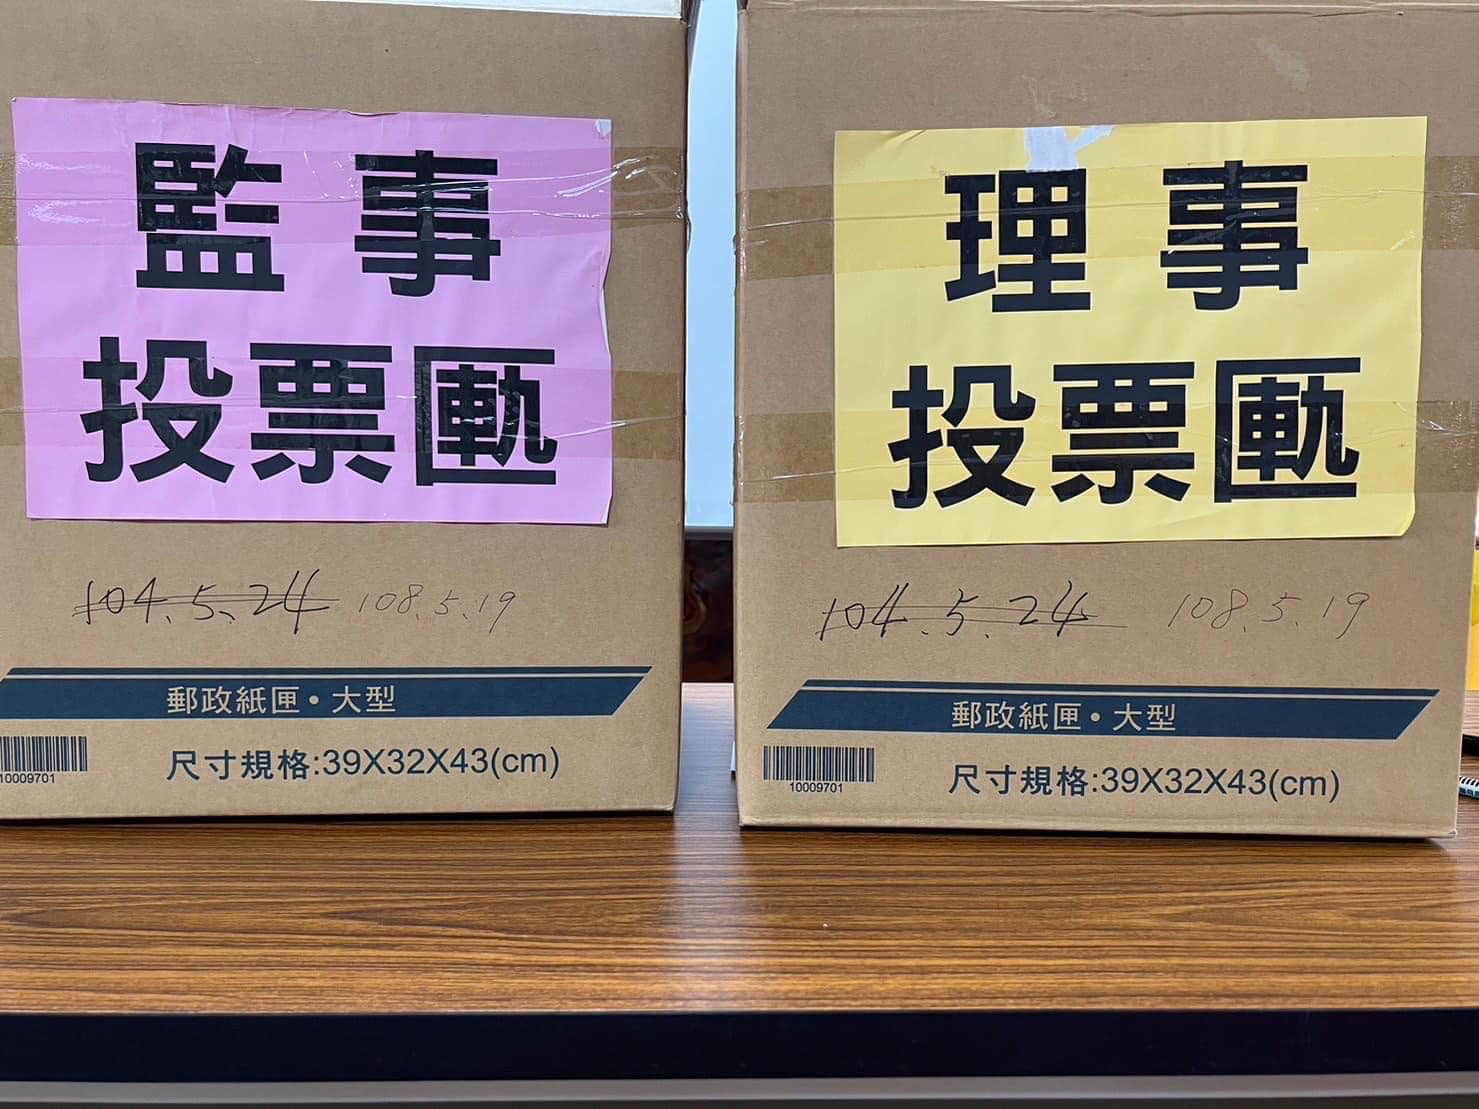 監事
投票匭
104.5.24 108.5.19
郵政紙匣•大型
10009701
尺寸規格:39X32X43(cm)
理事
投票匭
104.5.24 108.5.19
郵政紙匣•大型
10009701
尺寸規格:39X32X43(cm)